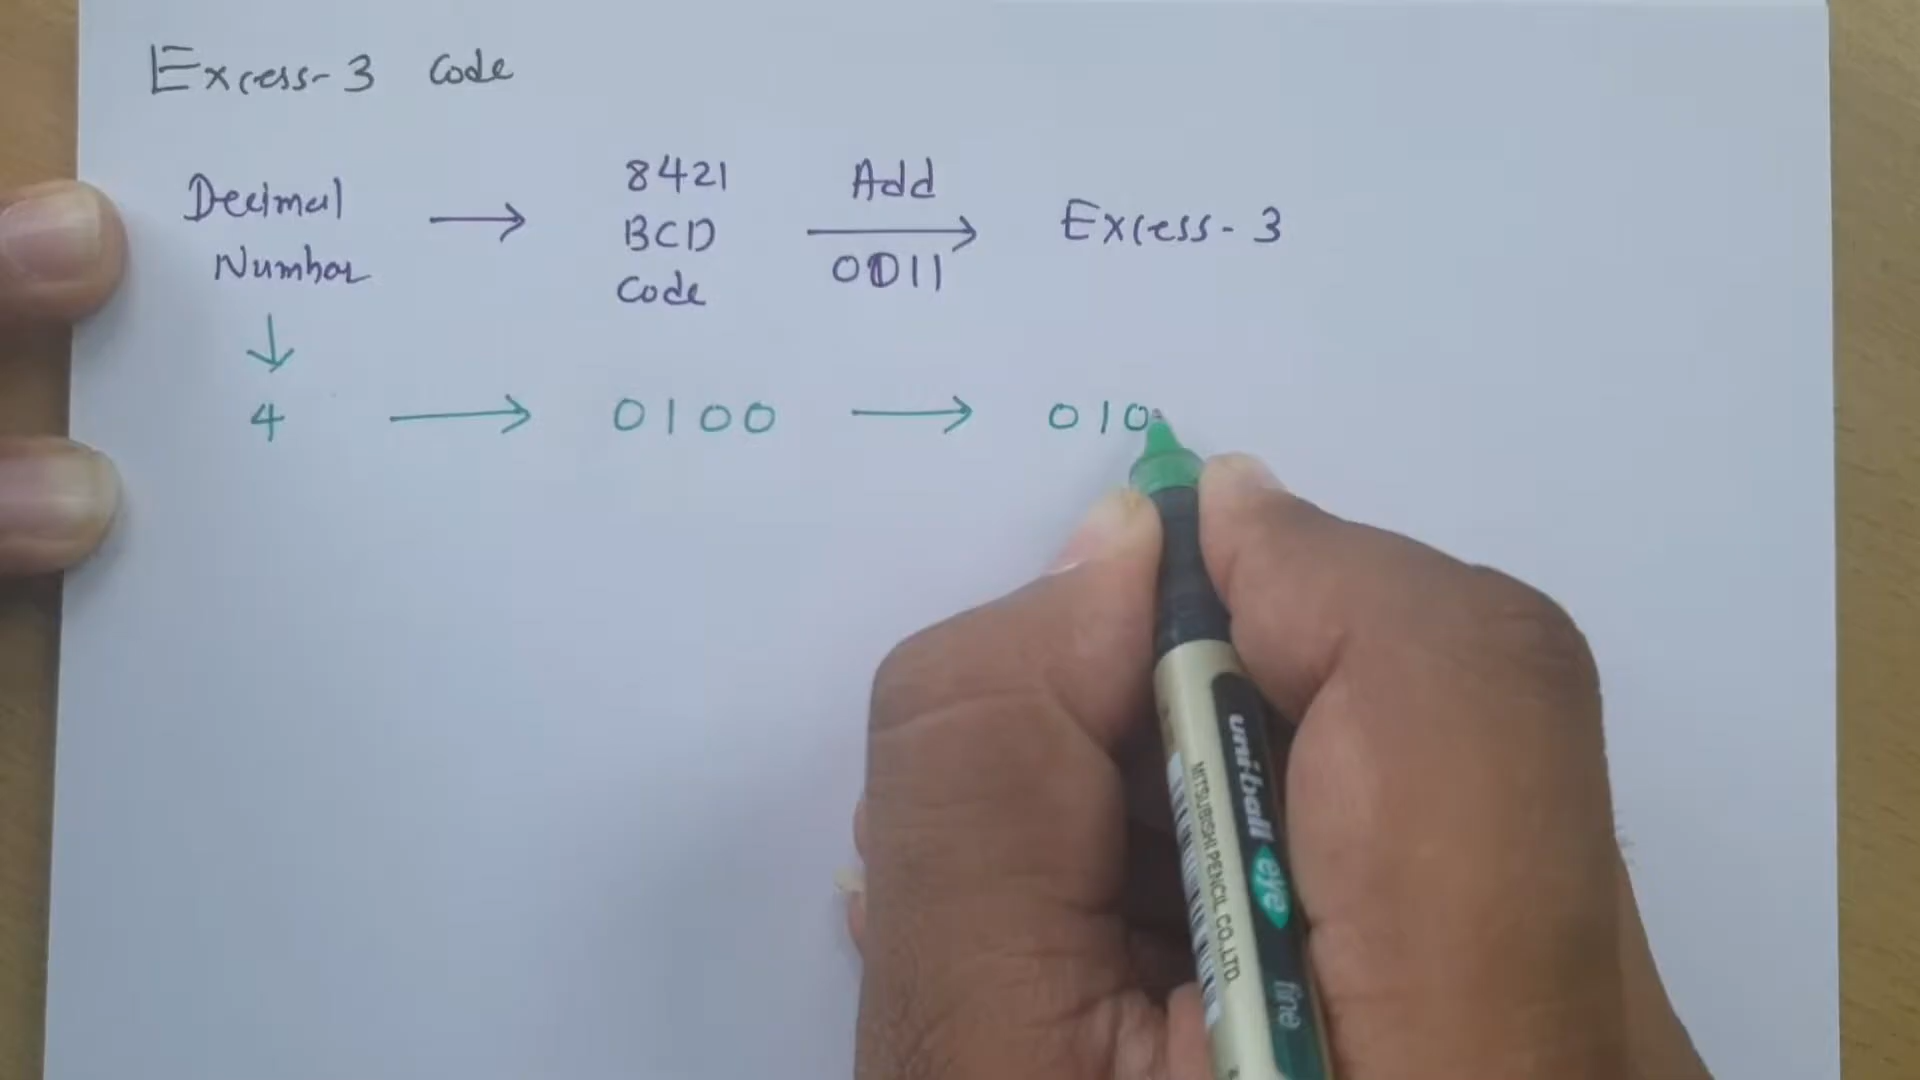 Excess-3 Code
Decimal
Number
→
8421
BCD
Code
Add
→
0011
Excess-3
↓
4 → 0100 → 010
uni-ball eye fine
MITSUBISHI PENCIL CO.,LTD.